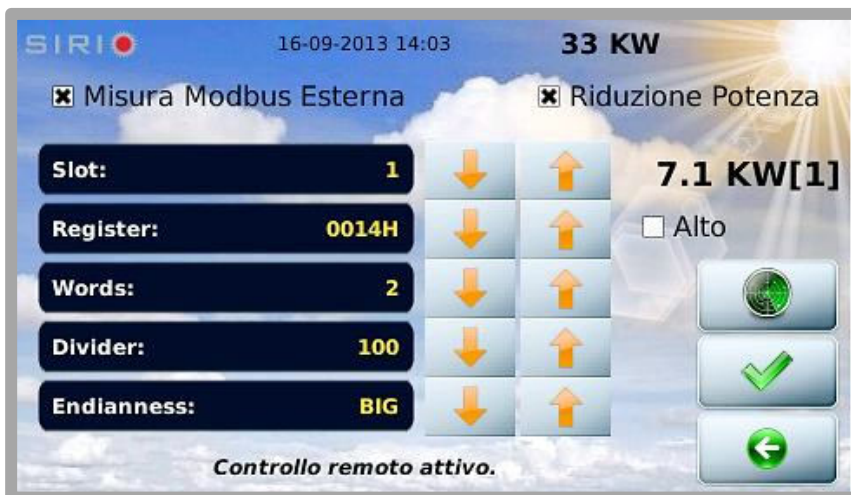 SIRIO 16-09-2013 14:03 33 KW
Misura Modbus Esterna Riduzione Potenza
Slot: 1 7.1 KW[1]
Register: 0014H Alto
Words: 2
Divider: 100
Endianness: BIG
Controllo remoto attivo.